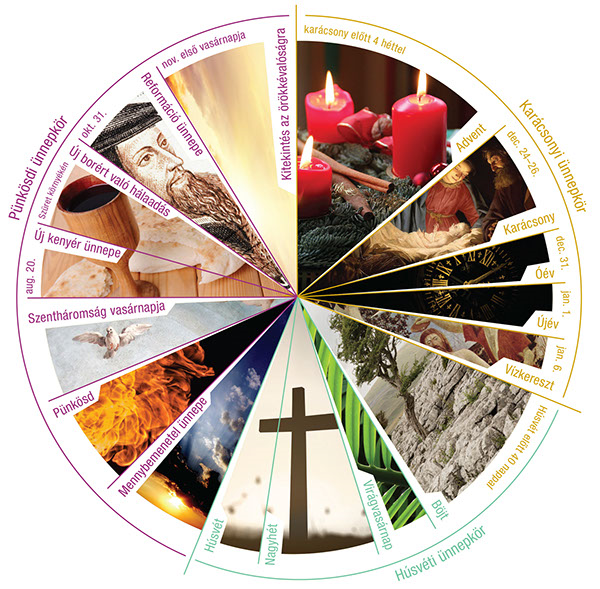 Karácsonyi ünnepkör
karácsony előtt 4 héttel
Advent
dec. 24-26.
Karácsony
dec. 31.
Óév
jan. 1.
Újév
jan. 6.
Vízkereszt
Húsvéti ünnepkör
Húsvét előtt 40 nappal
Böjt
Virágvasárnap
Nagyhét
Húsvét
Pünkösdi ünnepkör
Mennybemenetel ünnepe
Pünkösd
Szentháromság vasárnapja
aug. 20.
Új kenyér ünnepe
Szüret környékén
Új borért való hálaadás
okt. 31.
Reformáció ünnepe
nov. első vasárnapja
Kitekintés az örökkévalóságra